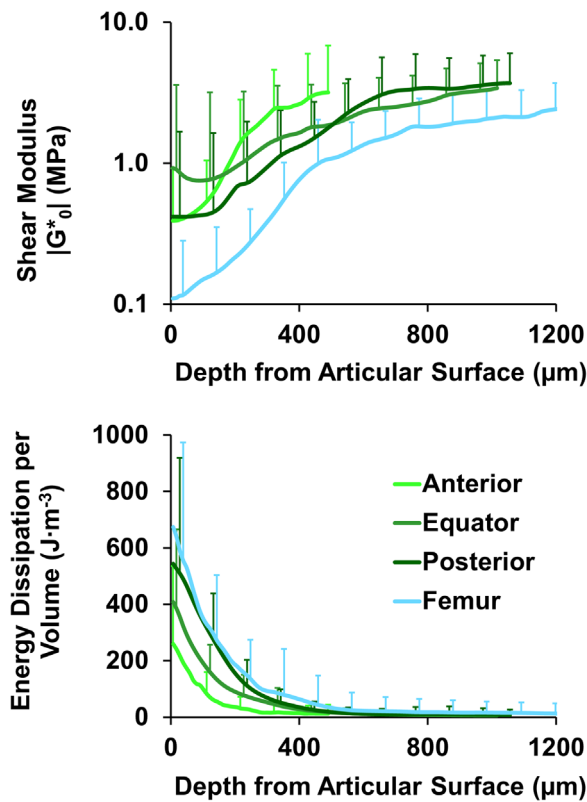 10.0
1.0
0.1
Shear Modulus
|G*0| (MPa)
0 400 800 1200
Depth from Articular Surface (µm)
1000
800
600
400
200
0
Energy Dissipation per
Volume (J·m-3)
Anterior
Equator
Posterior
Femur
0 400 800 1200
Depth from Articular Surface (µm)